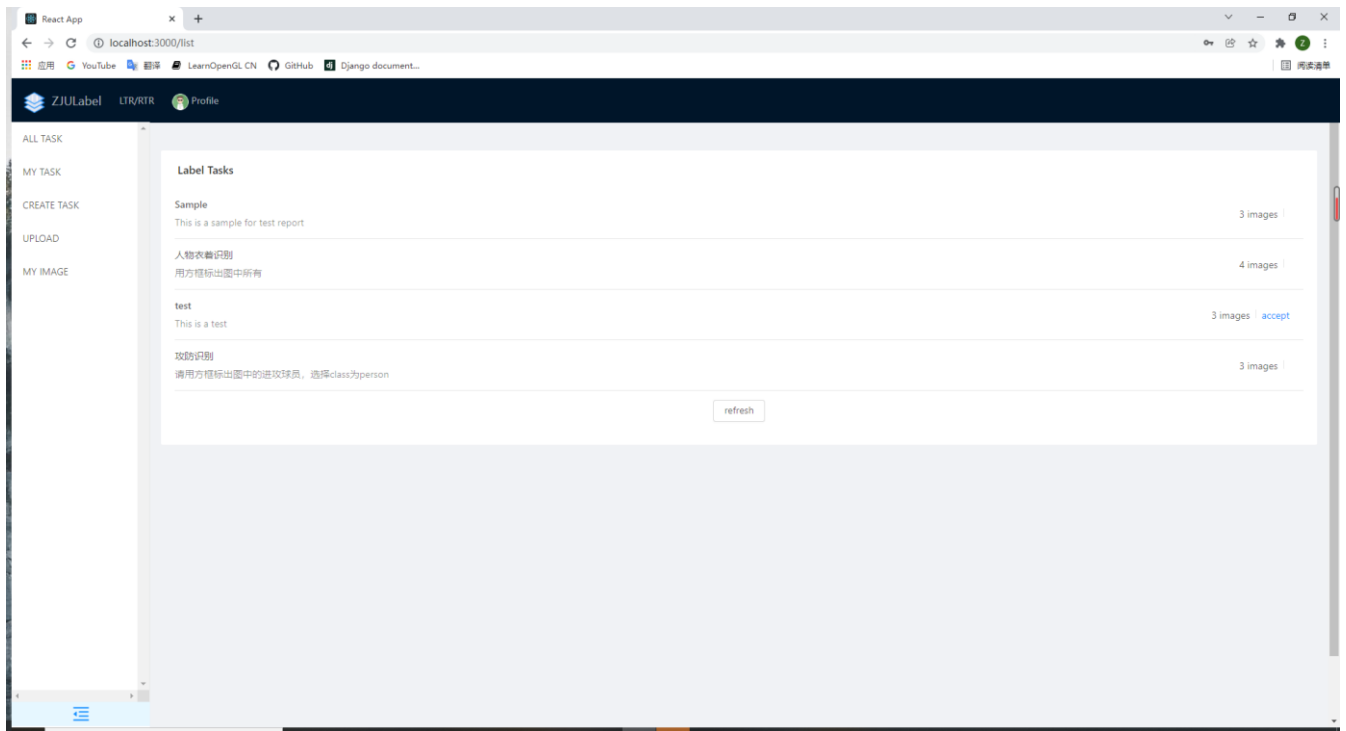 React App
localhost:3000/list
应用 YouTube 翻译 LearnOpenGL CN GitHub Django document... 阅读清单
ZJULabel LTR/RTR Profile
ALL TASK
MY TASK
CREATE TASK
UPLOAD
MY IMAGE
Label Tasks
Sample
This is a sample for test report
3 images
人物衣着识别
用方框标出图中所有
4 images
test
This is a test
3 images accept
攻防识别
请用方框标出图中的进攻球员，选择class为person
3 images
refresh